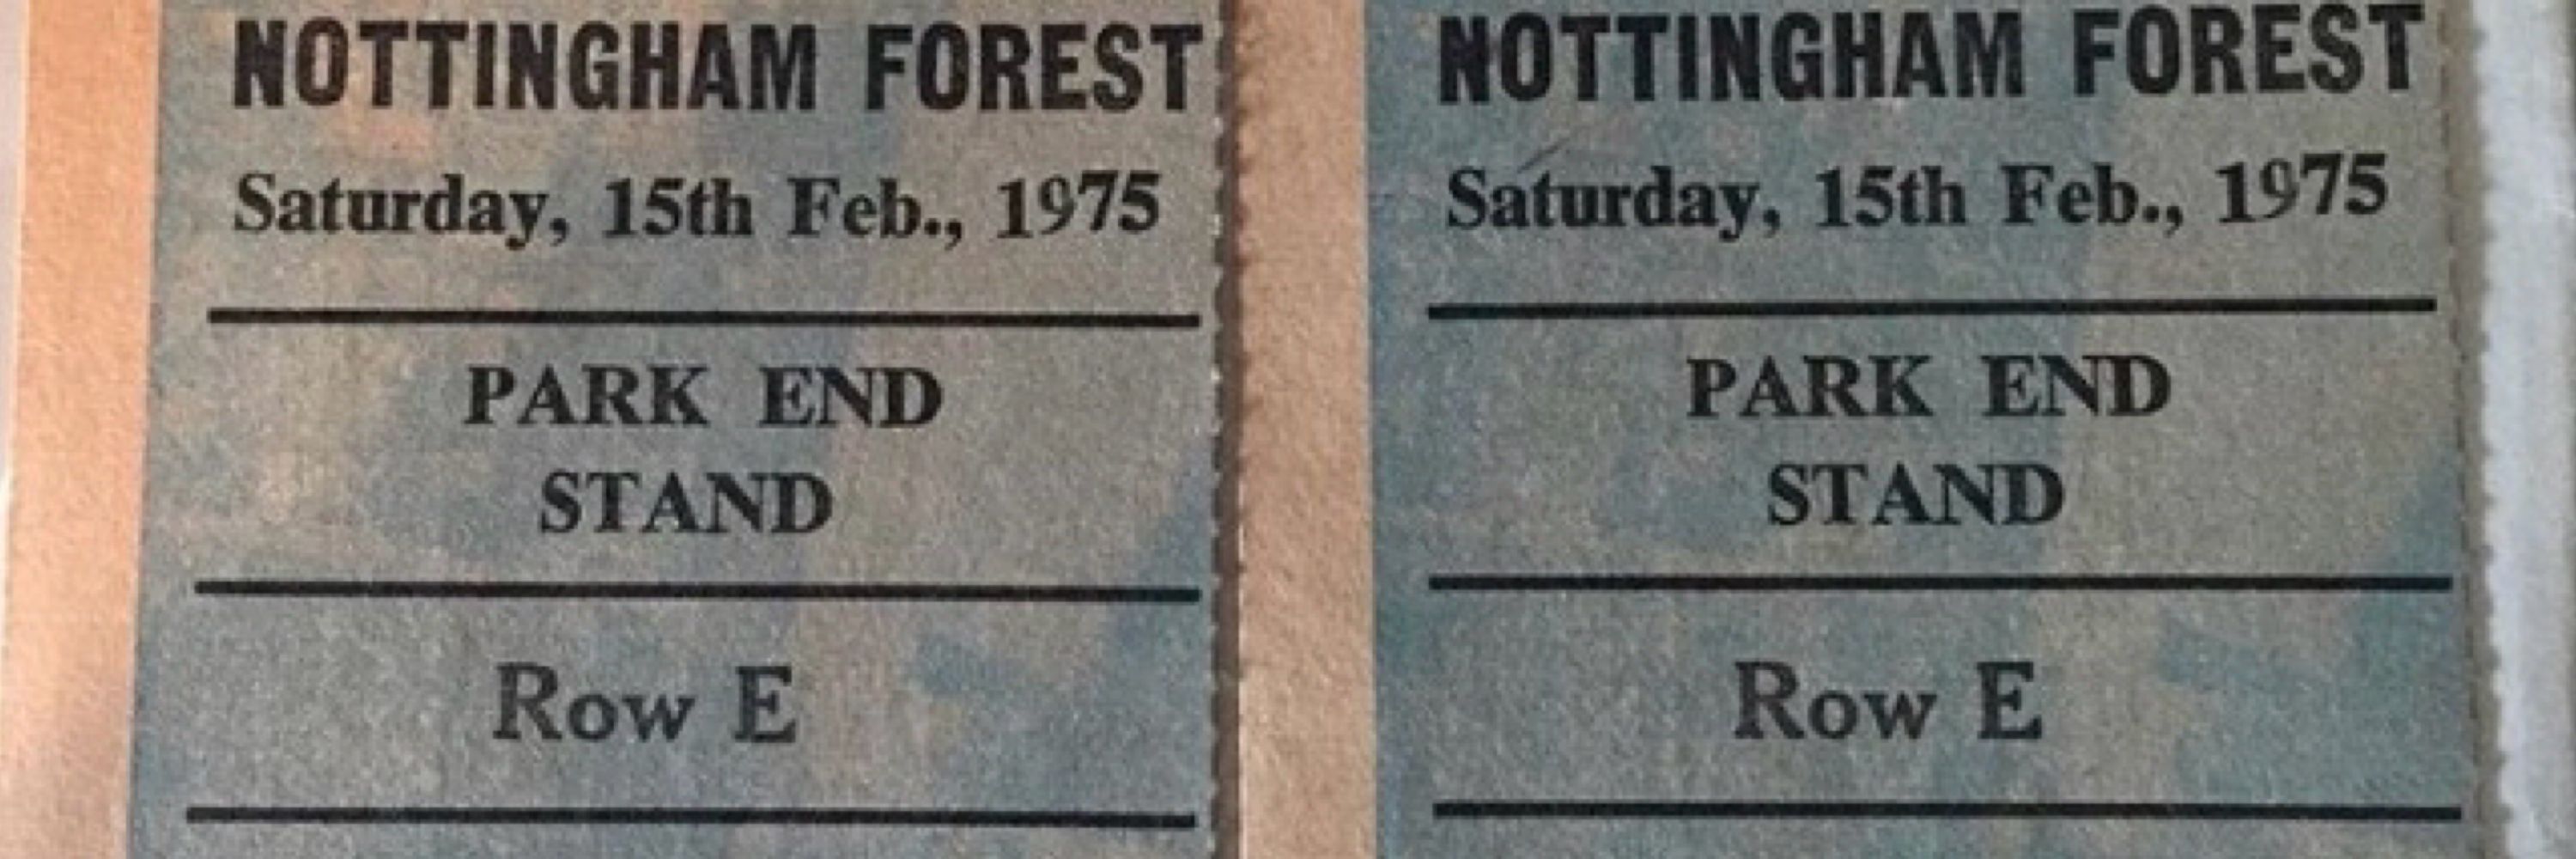 NOTTINGHAM FOREST
Saturday, 15th Feb., 1975
PARK END
STAND
Row E
NOTTINGHAM FOREST
Saturday, 15th Feb., 1975
PARK END
STAND
Row E